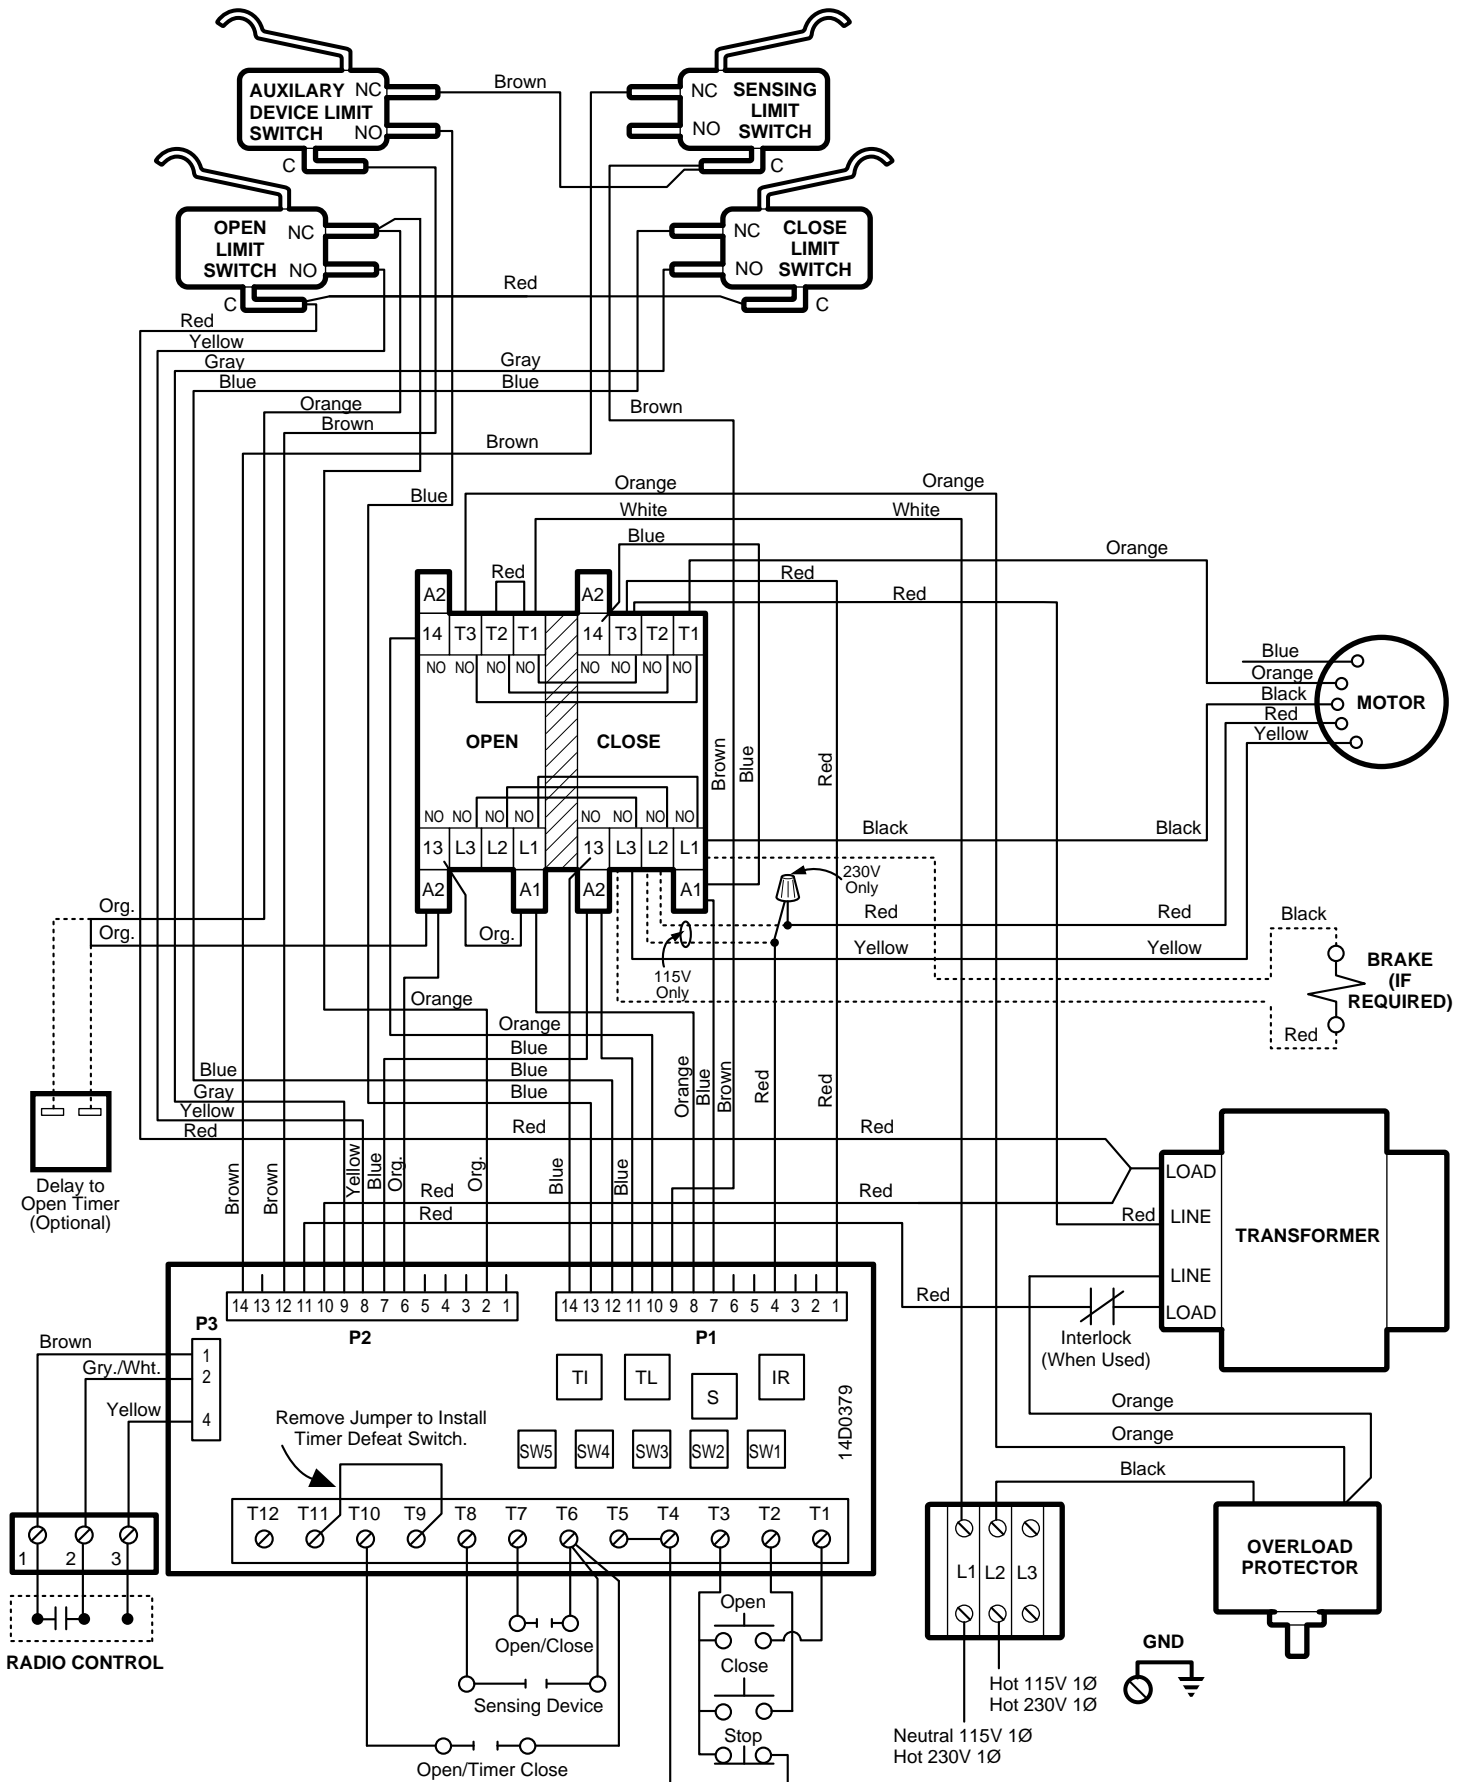 AUXILARY NC
DEVICE LIMIT
SWITCH NO
C
Brown
NC SENSING
LIMIT
NO SWITCH
C
OPEN NC
LIMIT
SWITCH NO
C
NC CLOSE
LIMIT
NO SWITCH
C
Red
Red
Yellow
Gray Gray
Blue Blue
Orange Brown
Brown
Brown
Orange Orange
Blue White White
Blue
Orange
Red Red
Red
A2 A2
14 T3 T2 T1 14 T3 T2 T1
NO NO NO NO NO NO NO NO
Blue
Orange
Black
Red
Yellow
MOTOR
OPEN CLOSE
Brown
Blue
Red
NO NO NO NO NO NO NO NO
13 L3 L2 L1 13 L3 L2 L1
A2 A1 A2 A1
Black Black
230V
Only
Org.
Org.
Org.
Red Red
Yellow Yellow
115V
Only
Black
BRAKE
(IF
REQUIRED)
Red
Orange
Orange
Blue
Blue Blue
Gray Blue
Yellow
Red Red Red
Orange
Blue
Brown
Red
Red
Delay to
Open Timer
(Optional)
Brown
Brown
Yellow
Blue
Org.
Org.
Blue
Blue
Red Red
Red
LOAD
Red LINE
TRANSFORMER
LINE
LOAD
Red
Interlock
(When Used)
14 13 12 11 10 9 8 7 6 5 4 3 2 1
P2
14 13 12 11 10 9 8 7 6 5 4 3 2 1
P1
P3
1
2
4
Brown
Gry./Wht.
Yellow
TI TL S IR
14D0379
Remove Jumper to Install
Timer Defeat Switch.
SW5 SW4 SW3 SW2 SW1
T12 T11 T10 T9 T8 T7 T6 T5 T4 T3 T2 T1
Orange
Orange
Black
1 2 3
RADIO CONTROL
Open/Close
Sensing Device
Open/Timer Close
Open
Close
Stop
L1 L2 L3
OVERLOAD
PROTECTOR
GND
Hot 115V 1Ø
Hot 230V 1Ø
Neutral 115V 1Ø
Hot 230V 1Ø